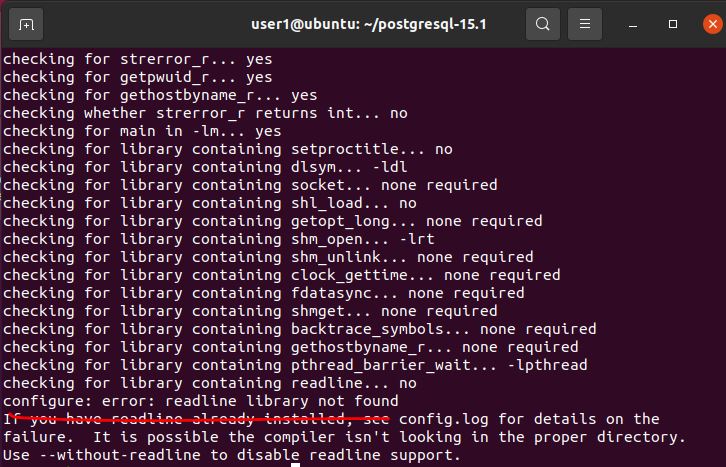 user1@ubuntu: ~/postgresql-15.1
checking for strerror_r... yes
checking for getpwuid_r... yes
checking for gethostbyname_r... yes
checking whether strerror_r returns int... no
checking for main in -lm... yes
checking for library containing setproctitle... no
checking for library containing dlsym... -ldl
checking for library containing socket... none required
checking for library containing shl_load... no
checking for library containing getopt_long... none required
checking for library containing shm_open... -lrt
checking for library containing shm_unlink... none required
checking for library containing clock_gettime... none required
checking for library containing fdatasync... none required
checking for library containing shmget... none required
checking for library containing backtrace_symbols... none required
checking for library containing gethostbyname_r... none required
checking for library containing pthread_barrier_wait... -lpthread
checking for library containing readline... no
configure: error: readline library not found
If you have readline already installed, see config.log for details on the
failure.  It is possible the compiler isn't looking in the proper directory.
Use --without-readline to disable readline support.